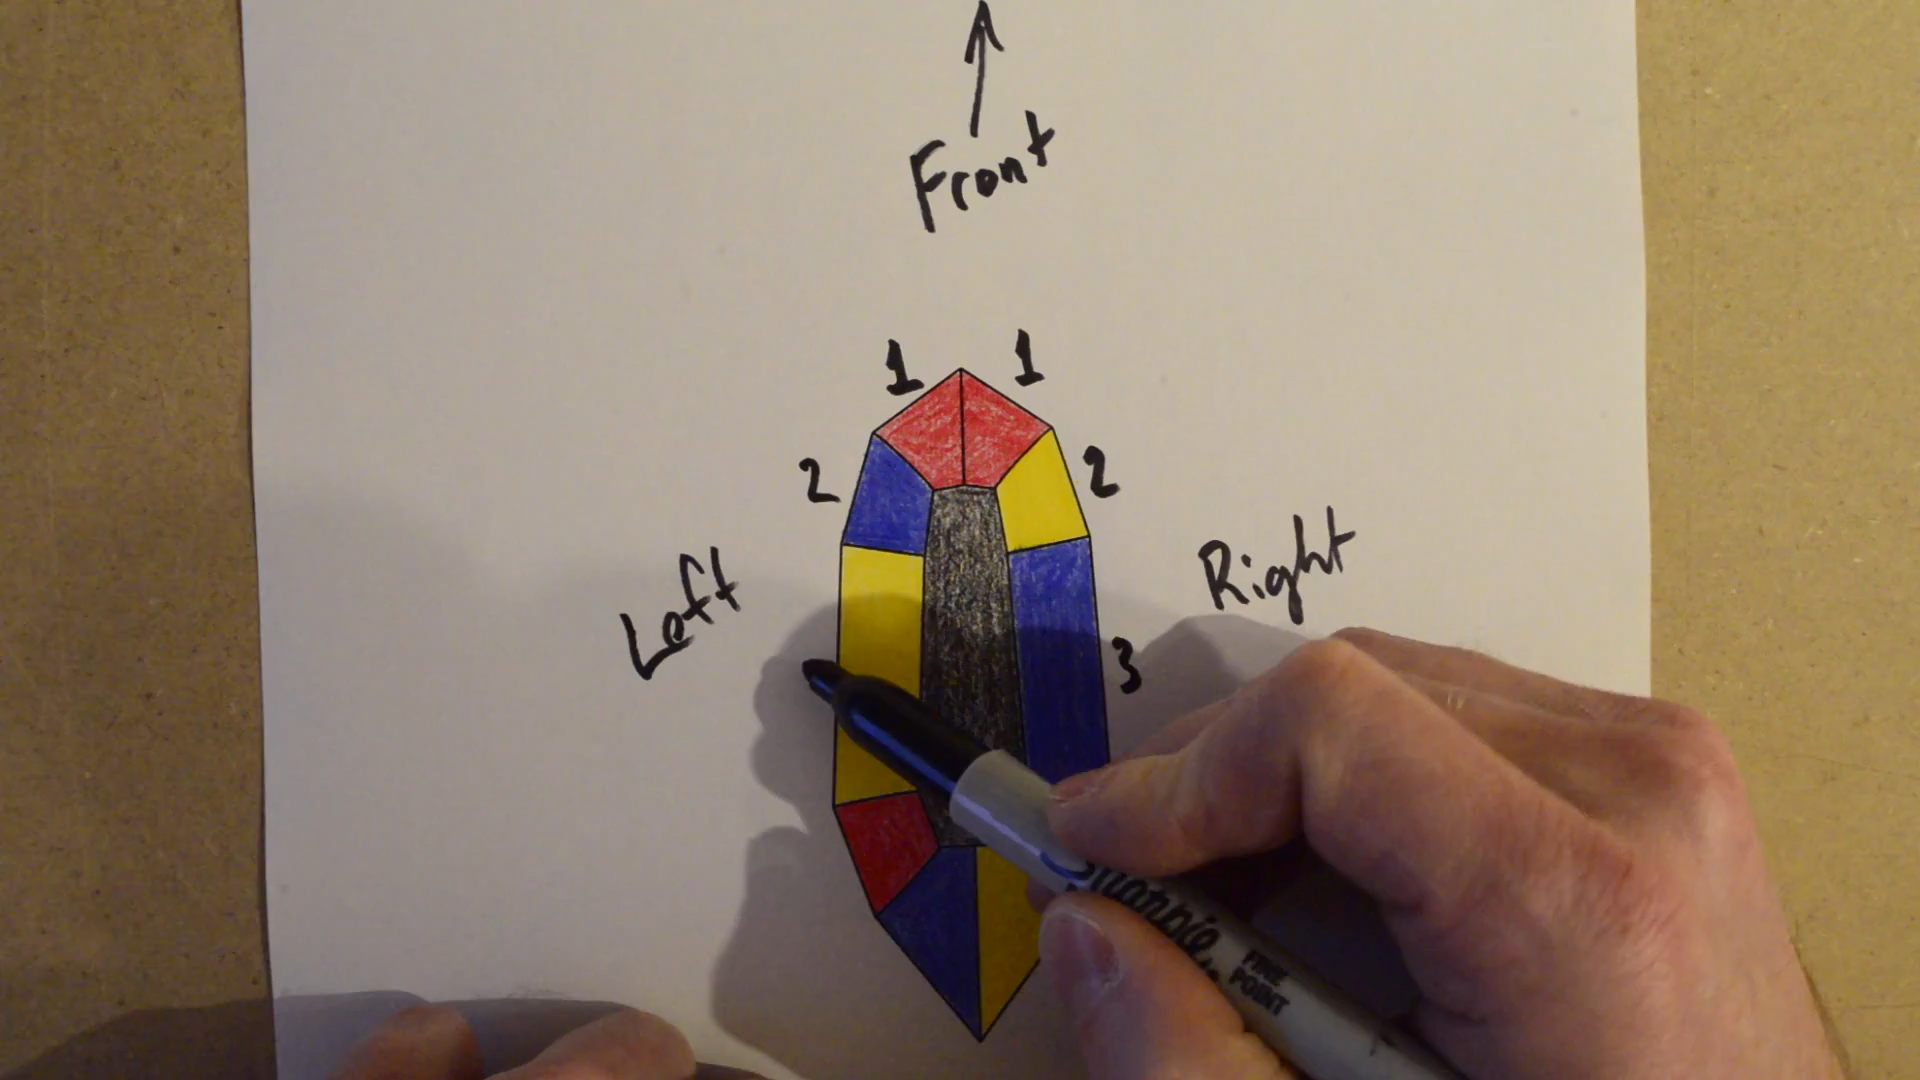 Front
1 1
2 2
Left Right
3
Sharpie
FINE
POINT